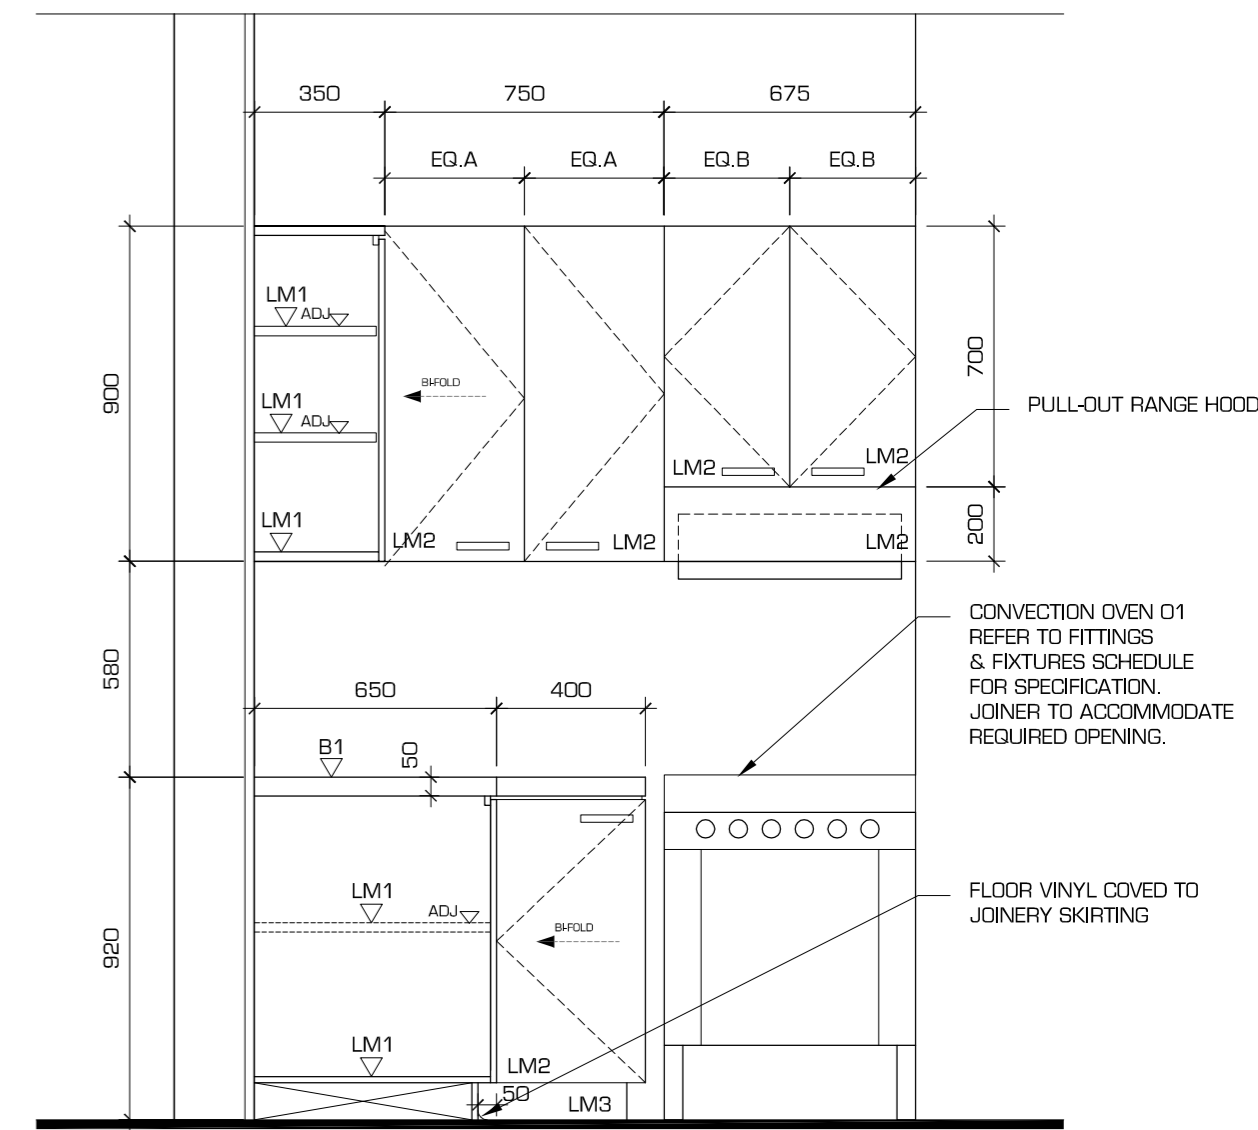 350
750
675
EQ.A
EQ.A
EQ.B
EQ.B
LM1
ADJ
900
LM1
ADJ
BI-FOLD
700
PULL-OUT RANGE HOOD
LM2
LM2
LM1
LM2
LM2
LM2
200
580
CONVECTION OVEN O1
REFER TO FITTINGS
& FIXTURES SCHEDULE
FOR SPECIFICATION.
JOINER TO ACCOMMODATE
REQUIRED OPENING.
650
400
B1
50
LM1
ADJ
BI-FOLD
920
FLOOR VINYL COVED TO
JOINERY SKIRTING
LM1
LM2
50
LM3